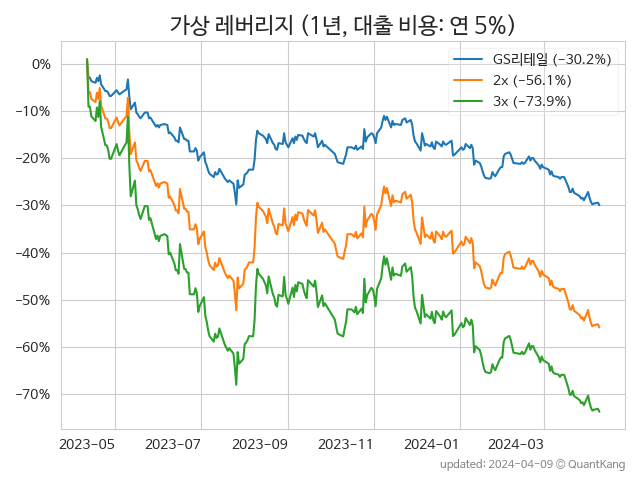 가상 레버리지 (1년, 대출 비용: 연 5%)
GS리테일 (−30.2%)
2x (−56.1%)
3x (−73.9%)
0%
−10%
−20%
−30%
−40%
−50%
−60%
−70%
2023-05 2023-07 2023-09 2023-11 2024-01 2024-03
updated: 2024-04-09 © QuantKang